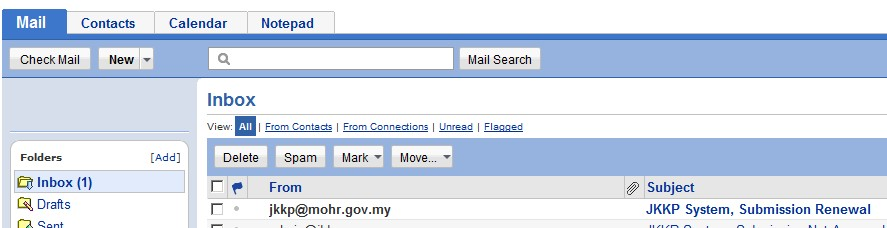 Mail Contacts Calendar Notepad
Check Mail New Mail Search
Inbox
View: All | From Contacts | From Connections | Unread | Flagged
Delete Spam Mark Move...
Folders [Add]
From Subject
Inbox (1)
jkkp@mohr.gov.my JKKP System, Submission Renewal
Drafts
Sent